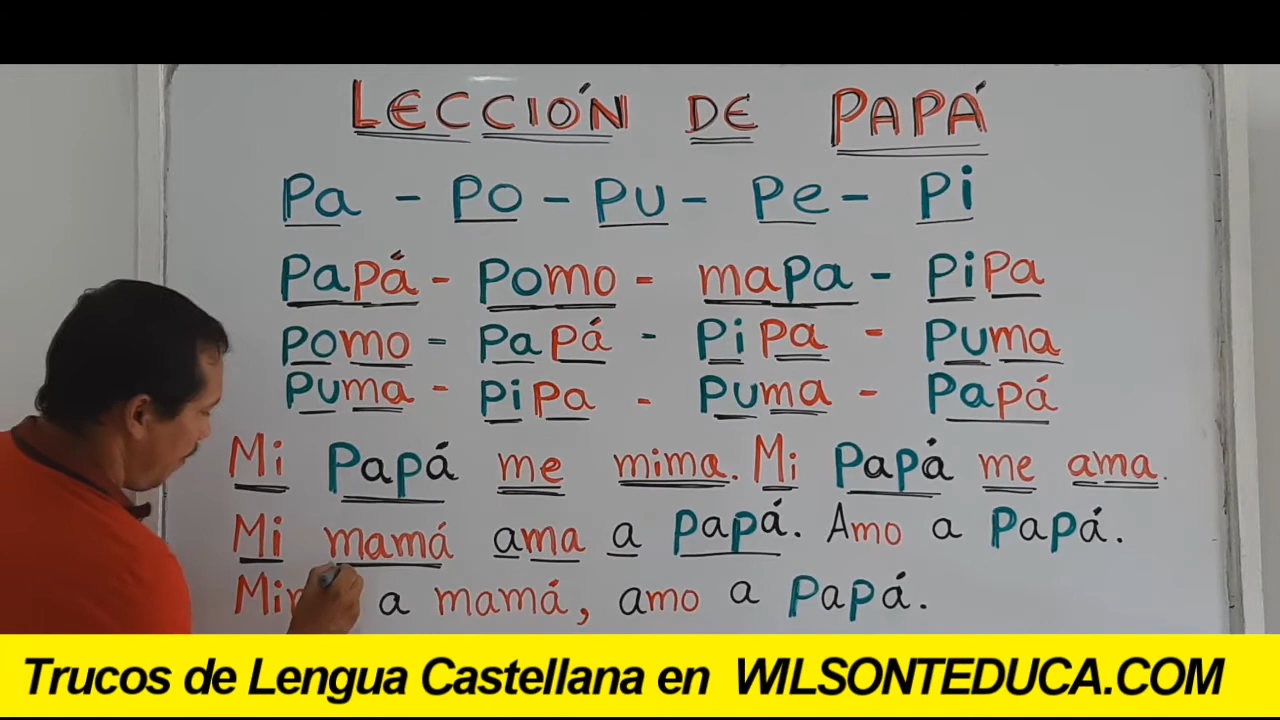 LECCIÓN DE PAPÁ
Pa - Po - Pu - Pe - Pi
Papá - Pomo - mapa - PiPa
Pomo - Papá - PiPa - Puma
Puma - PiPa - Puma - Papá
Mi Papá me mima. Mi Papá me ama.
Mi mamá ama a Papá. Amo a Papá.
a mamá, amo a Papá.
Trucos de Lengua Castellana en WILSONTEDUCA.COM